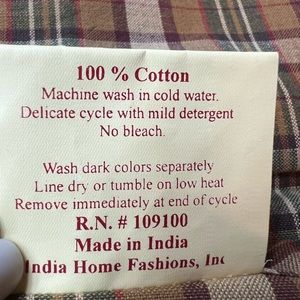 100 % Cotton
Machine wash in cold water.
Delicate cycle with mild detergent
No bleach.
Wash dark colors separately
Line dry or tumble on low heat
Remove immediately at end of cycle
R.N. # 109100
Made in India
India Home Fashions, Inc